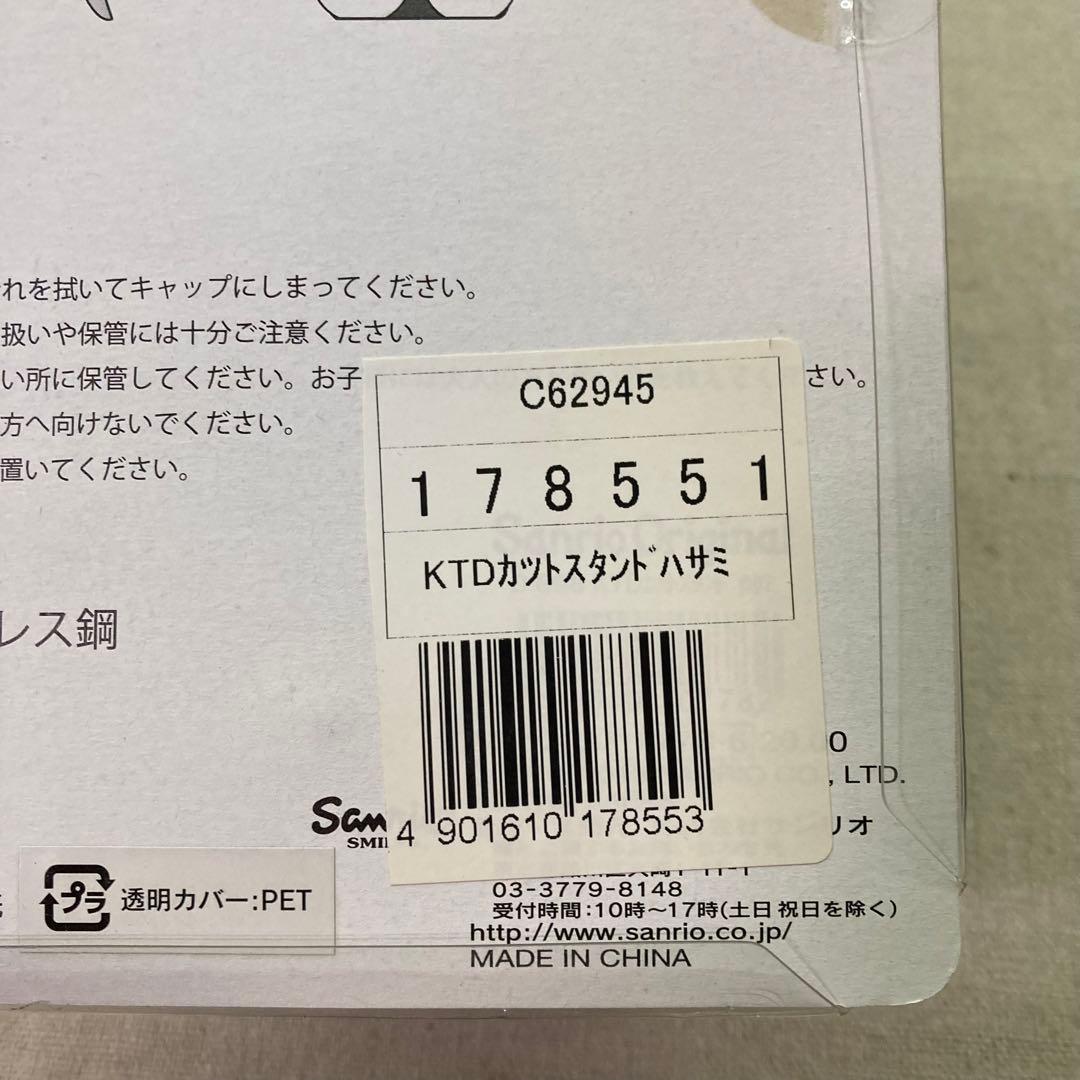 れを拭いてキャップにしまってください。
扱いや保管には十分ご注意ください。
い所に保管してください。お子 さい。
方へ向けないでください。
置いてください。
レス鋼
C62945
178551
KTDカツトスタンドハサミ
4 901610 178553
, LTD.
リオ
プラ 透明カバー:PET
03-3779-8148
受付時間:10時～17時(土日祝日を除く)
http://www.sanrio.co.jp/
MADE IN CHINA